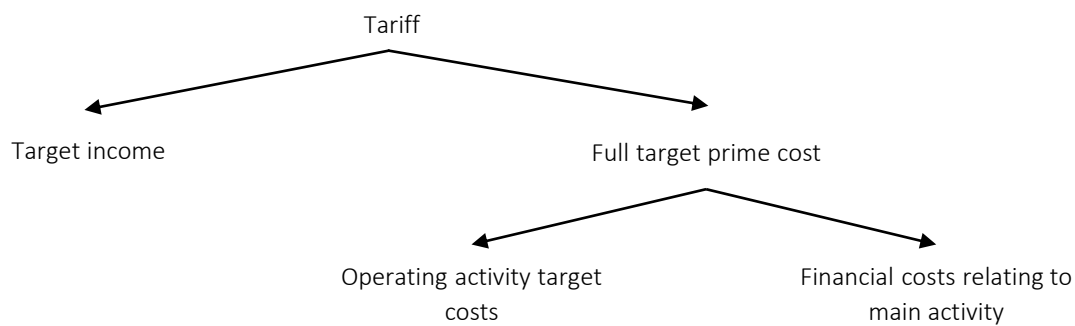 Tariff
Target income
Full target prime cost
Operating activity target
costs
Financial costs relating to
main activity